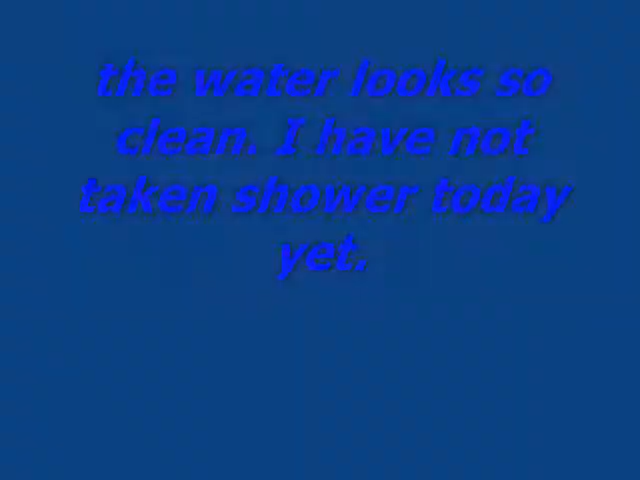 the water looks so
clean. I have not
taken shower today
yet.